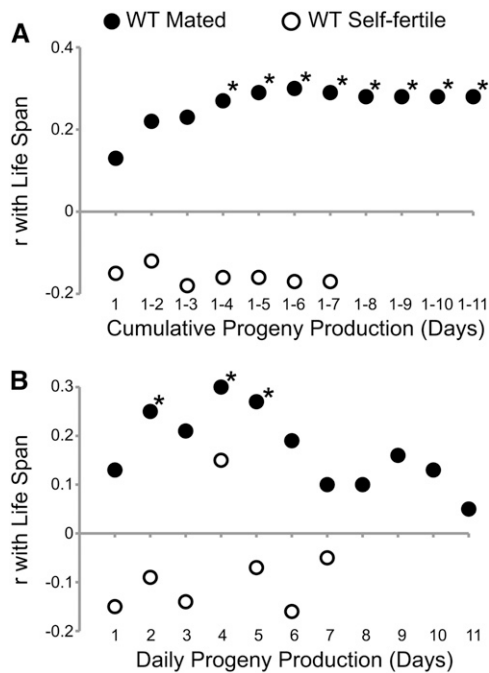 A
WT Mated WT Self-fertile
0.4
* * * * * * * *
0.2
0
-0.2
r with Life Span
1 1-2 1-3 1-4 1-5 1-6 1-7 1-8 1-9 1-10 1-11
Cumulative Progeny Production (Days)
B
0.3
* * *
0.2
0.1
0
-0.1
-0.2
r with Life Span
1 2 3 4 5 6 7 8 9 10 11
Daily Progeny Production (Days)